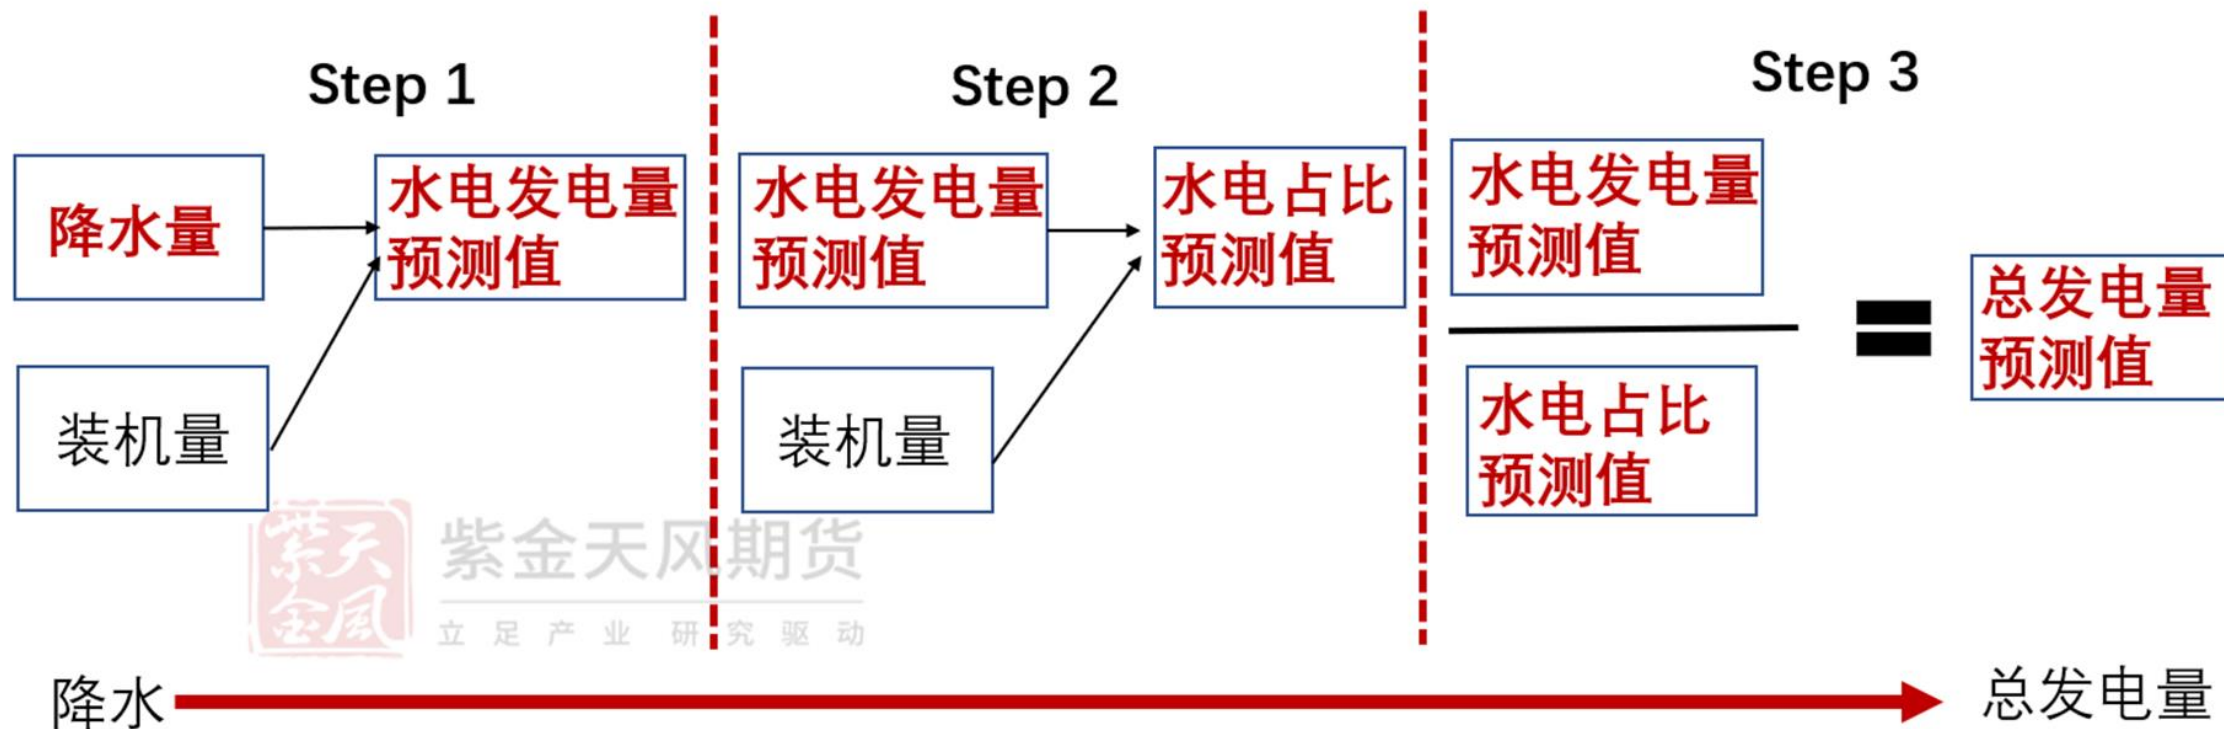 Step 1
降水量
水电发电量
预测值
装机量
Step 2
水电发电量
预测值
水电占比
预测值
装机量
Step 3
水电发电量
预测值
水电占比
预测值
=
总发电量
预测值
紫天
金風
紫金天风期货
立足产业 研究驱动
降水
总发电量